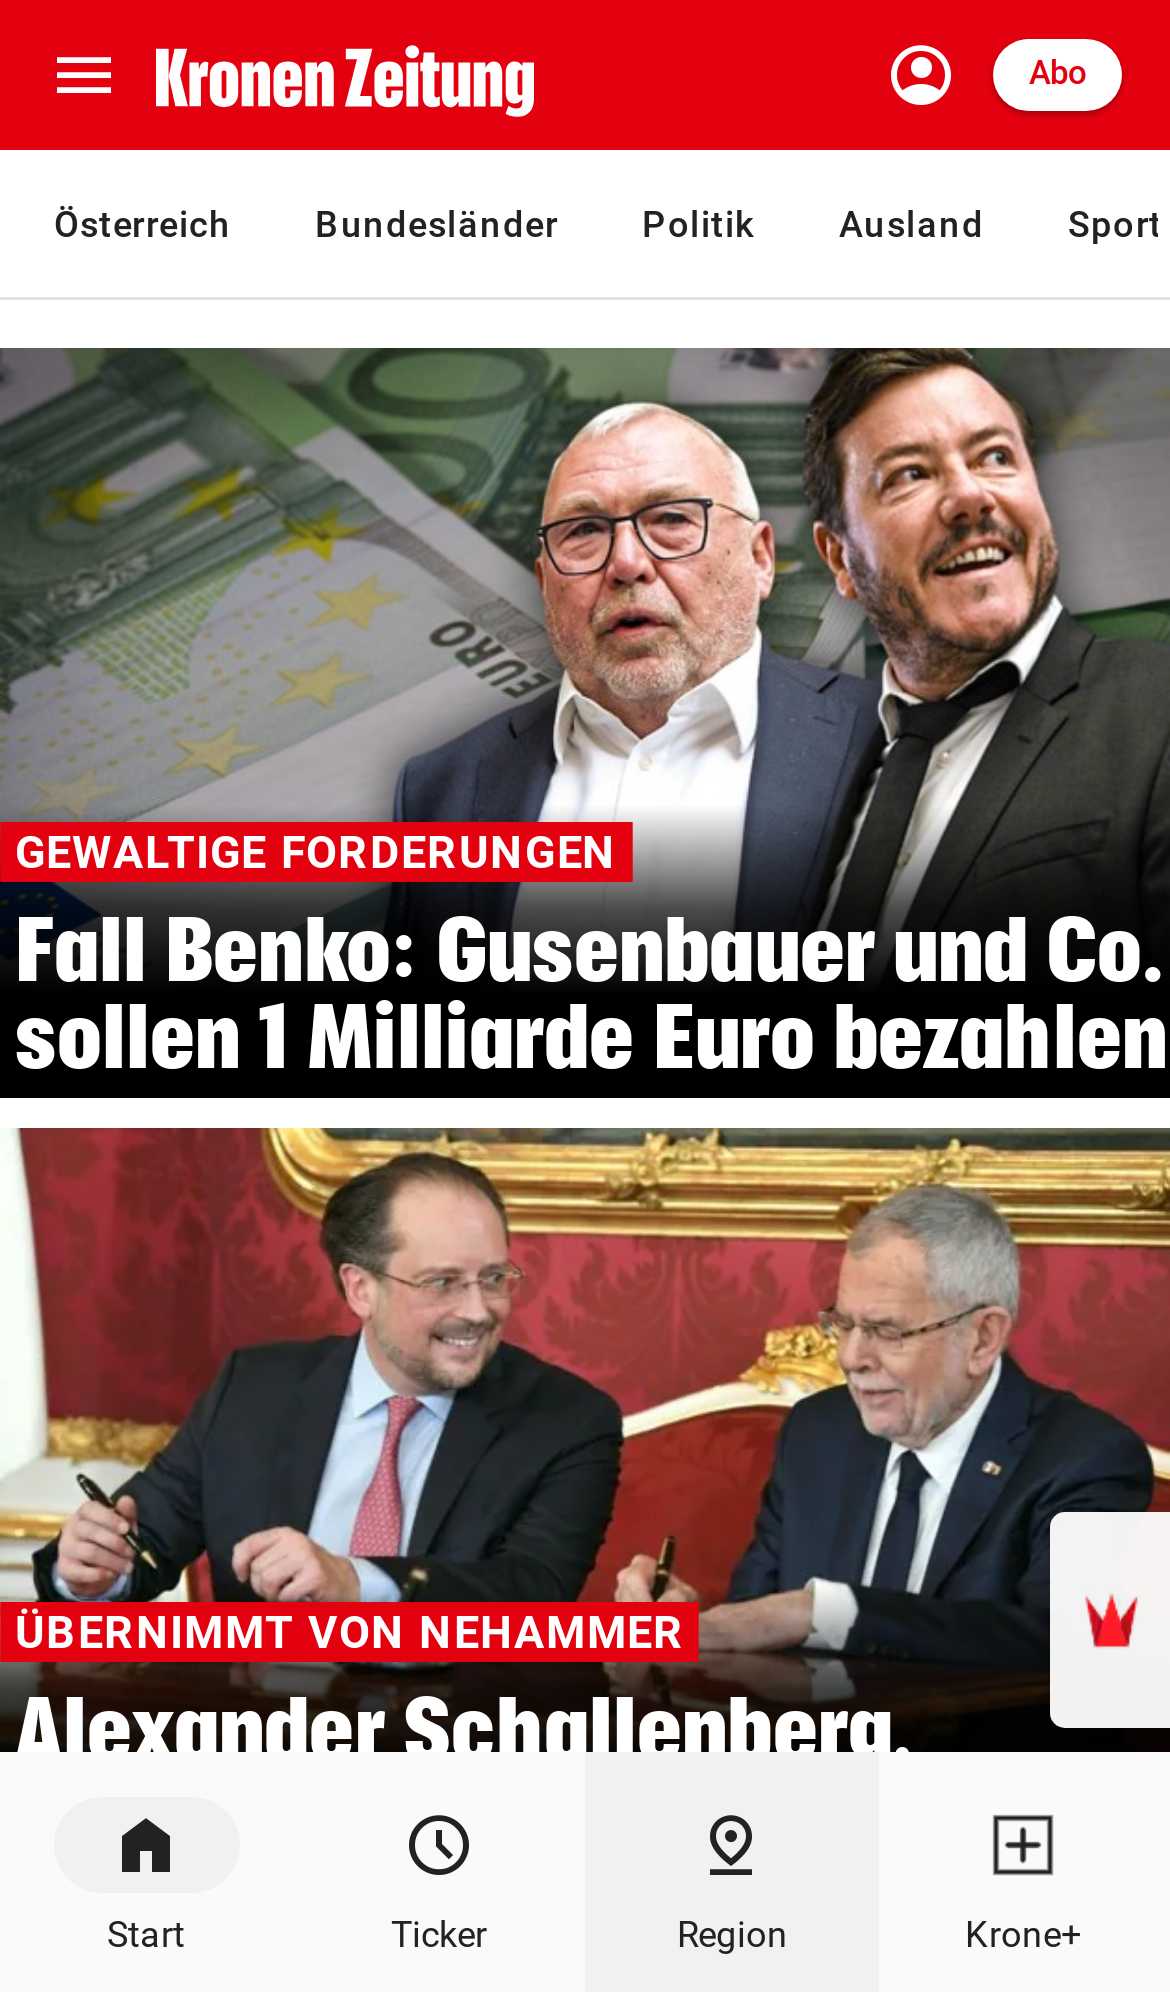 Kronen Zeitung
Abo
Österreich Bundesländer Politik Ausland Sport
EURO
GEWALTIGE FORDERUNGEN
Fall Benko: Gusenbauer und Co.
sollen 1 Milliarde Euro bezahlen
ÜBERNIMMT VON NEHAMMER
Alexander Schallenberg,
Start Ticker Region Krone+